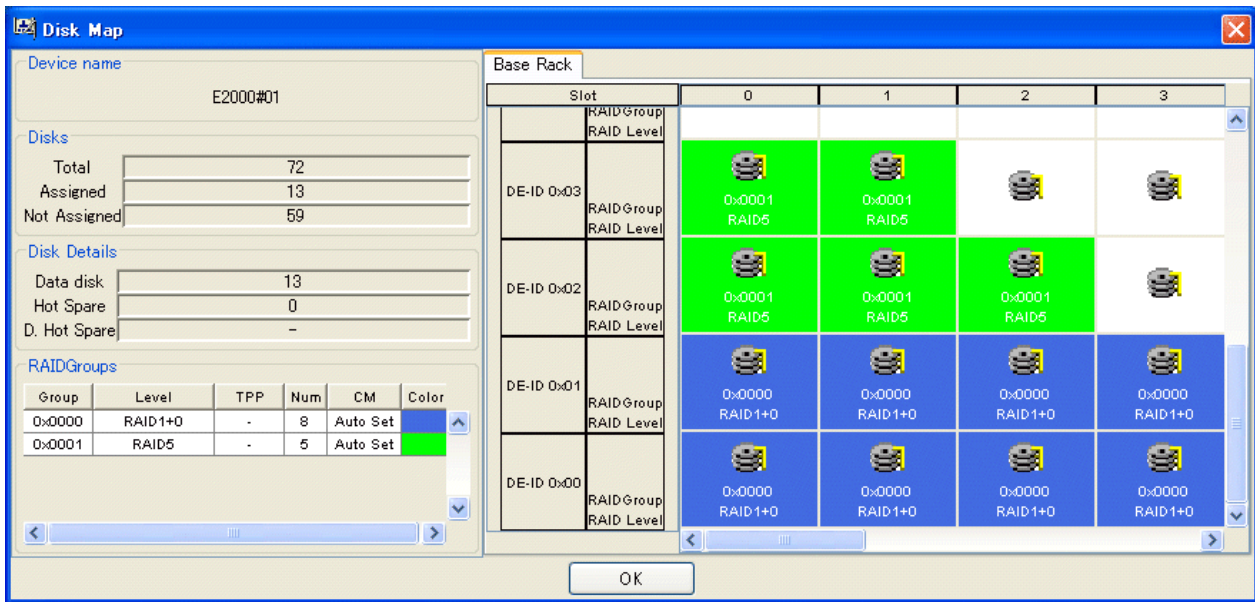 Disk Map
Device name
E2000#01
Disks
Total 72
Assigned 13
Not Assigned 59
Disk Details
Data disk 13
Hot Spare 0
D. Hot Spare -
RAIDGroups
Group Level TPP Num CM Color
0x0000 RAID1+0 - 8 Auto Set
0x0001 RAID5 - 5 Auto Set
Base Rack
Slot 0 1 2 3
RAIDGroup
RAID Level
DE-ID 0x03
RAIDGroup 0x0001 0x0001
RAID Level RAID5 RAID5
DE-ID 0x02
RAIDGroup 0x0001 0x0001 0x0001
RAID Level RAID5 RAID5 RAID5
DE-ID 0x01
RAIDGroup 0x0000 0x0000 0x0000 0x0000
RAID Level RAID1+0 RAID1+0 RAID1+0 RAID1+0
DE-ID 0x00
RAIDGroup 0x0000 0x0000 0x0000 0x0000
RAID Level RAID1+0 RAID1+0 RAID1+0 RAID1+0
OK